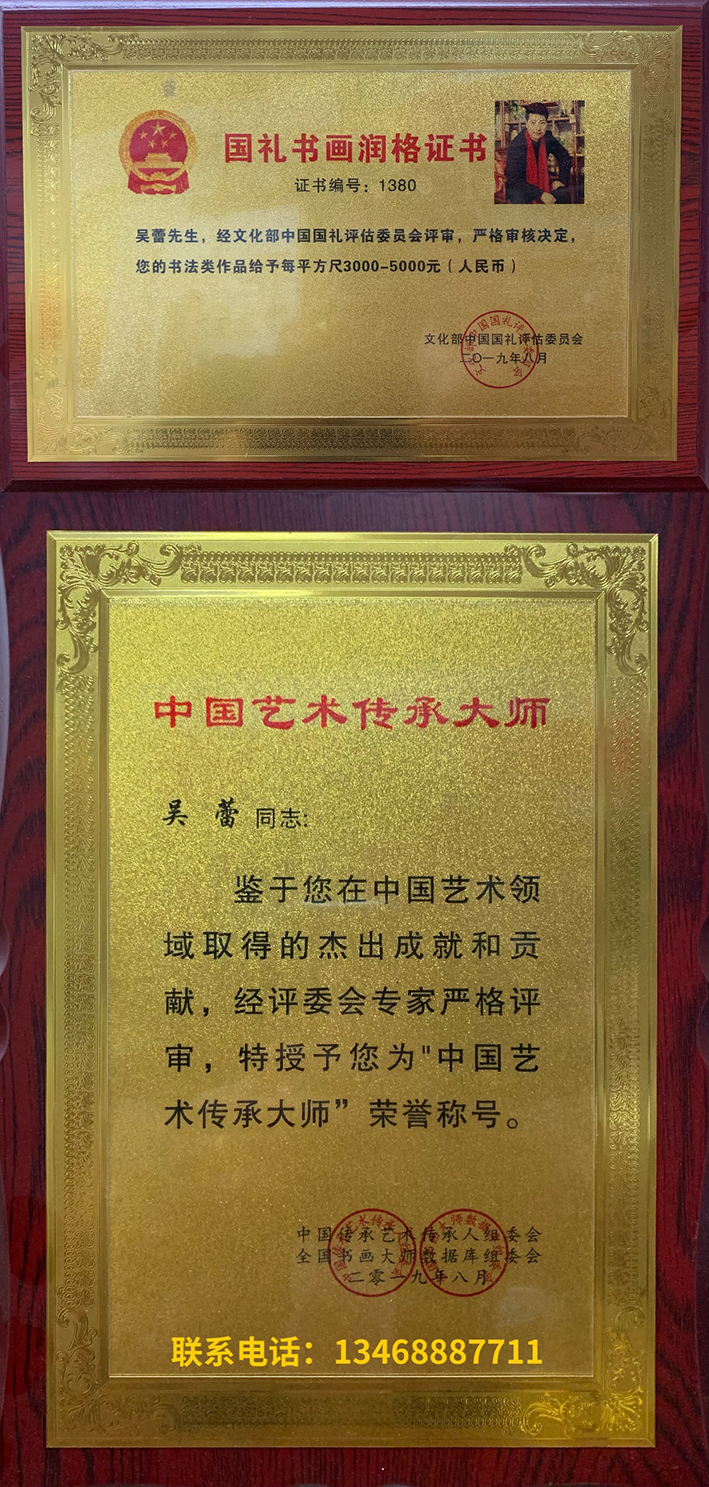 国礼书画润格证书
证书编号：1380
吴蕾先生，经文化部中国国礼评估委员会评审，严格审核决定，
您的书法类作品给予每平方尺3000-5000元（人民币）
文化部中国国礼评估委员会
二〇一九年八月
中国艺术传承大师
吴 蕾 同志:
鉴于您在中国艺术领
域取得的杰出成就和贡
献，经评委会专家严格评
审，特授予您为"中国艺
术传承大师”荣誉称号。
中国传承艺术传承人组委会
全国书画大师数据库组委会
二零一九年八月
联系电话：13468887711